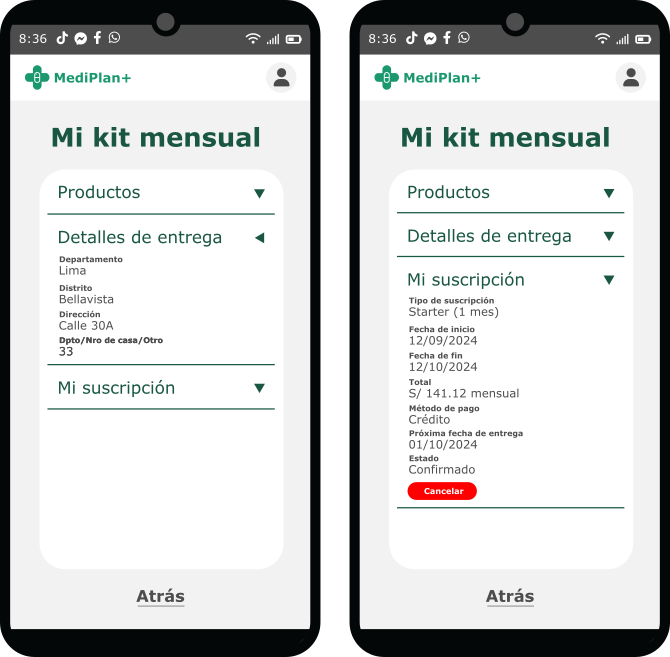 8:36
MediPlan+
Mi kit mensual
Productos
Detalles de entrega
Departamento
Lima
Distrito
Bellavista
Dirección
Calle 30A
Dpto/Nro de casa/Otro
33
Mi suscripción
Atrás
8:36
MediPlan+
Mi kit mensual
Productos
Detalles de entrega
Mi suscripción
Tipo de suscripción
Starter (1 mes)
Fecha de inicio
12/09/2024
Fecha de fin
12/10/2024
Total
S/ 141.12 mensual
Método de pago
Crédito
Próxima fecha de entrega
01/10/2024
Estado
Confirmado
Cancelar
Atrás